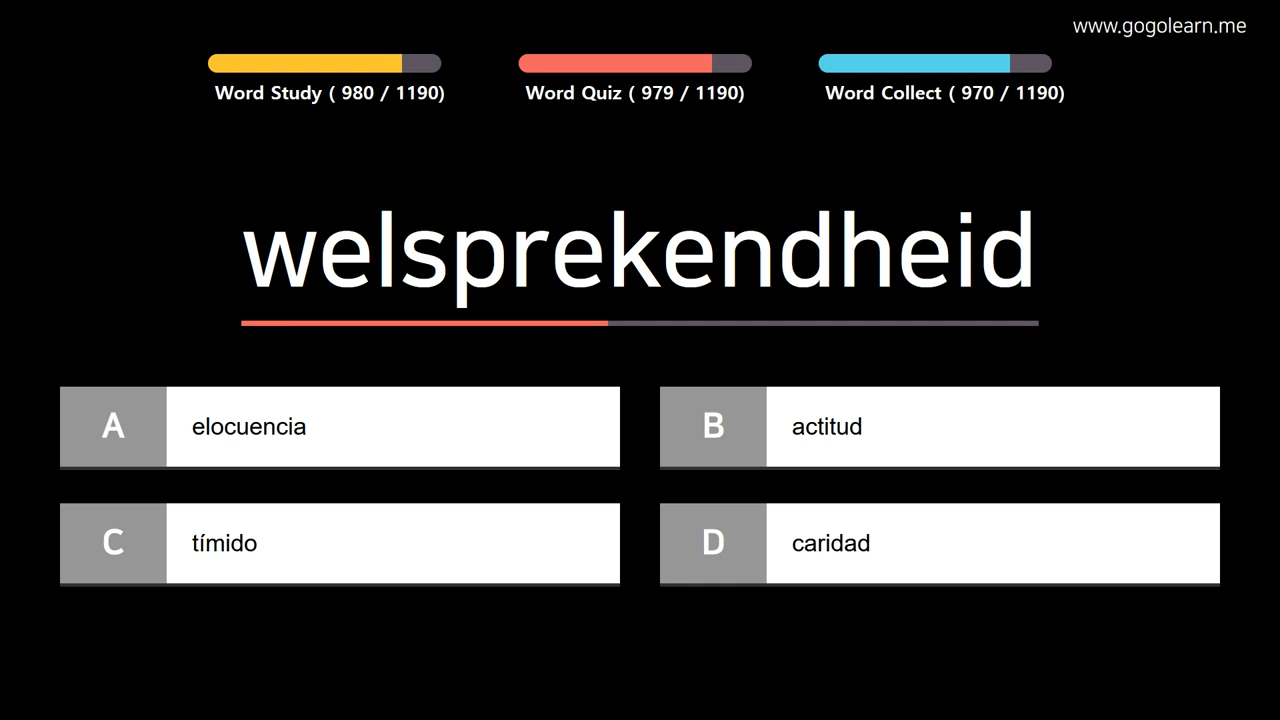 www.gogolearn.me
Word Study ( 980 / 1190)
Word Quiz ( 979 / 1190)
Word Collect ( 970 / 1190)
welsprekendheid
A
elocuencia
B
actitud
C
tímido
D
caridad